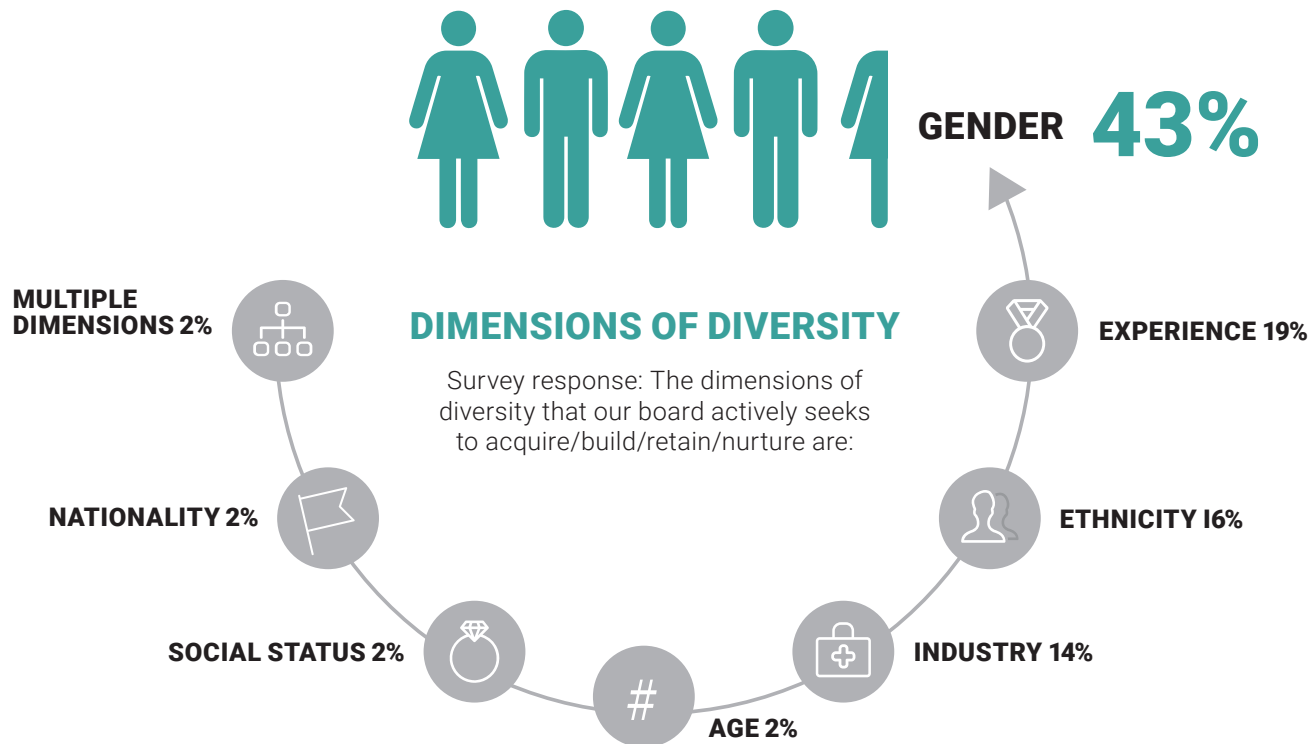 GENDER 43%
MULTIPLE
DIMENSIONS 2%
DIMENSIONS OF DIVERSITY
Survey response: The dimensions of
diversity that our board actively seeks
to acquire/build/retain/nurture are:
EXPERIENCE 19%
NATIONALITY 2%
ETHNICITY I6%
SOCIAL STATUS 2%
INDUSTRY 14%
#
AGE 2%